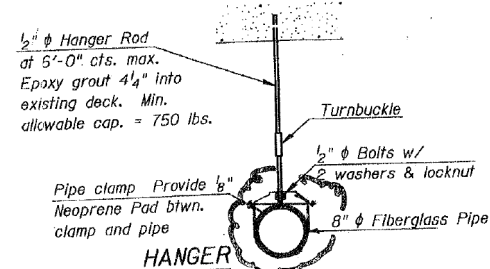 1/2" ϕ Hanger Rod
at 6'-0" cts. max.
Epoxy grout 4 1/4" into
existing deck. Min.
allowable cap. = 750 lbs.
Turnbuckle
1/2" ϕ Bolts w/
2 washers & locknut
Pipe clamp Provide 1/8"
Neoprene Pad btwn.
clamp and pipe
8" ϕ Fiberglass Pipe
HANGER